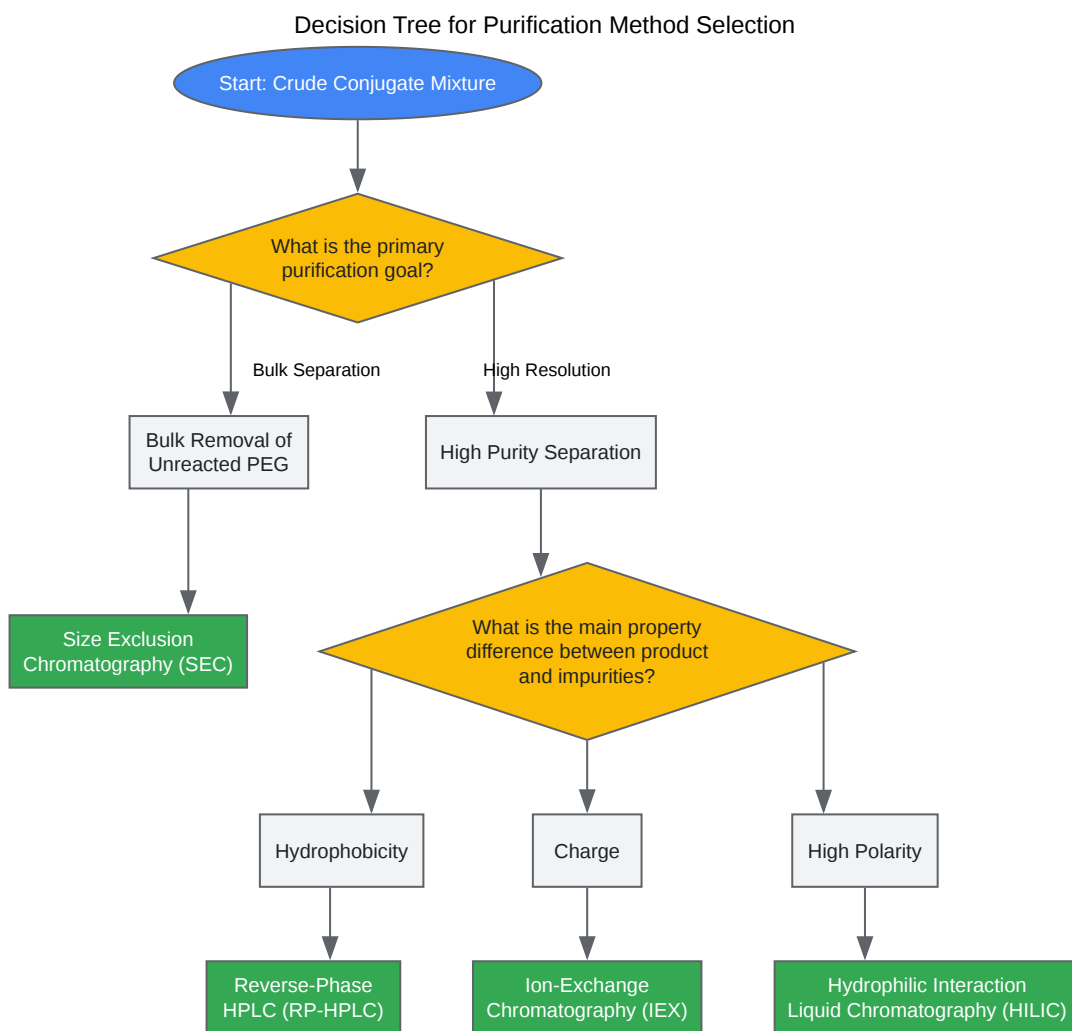 Decision Tree for Purification Method Selection
Start: Crude Conjugate Mixture
What is the primary
purification goal?
Bulk Separation
High Resolution
Bulk Removal of
Unreacted PEG
High Purity Separation
Size Exclusion
Chromatography (SEC)
What is the main property
difference between product
and impurities?
Hydrophobicity
Charge
High Polarity
Reverse-Phase
HPLC (RP-HPLC)
Ion-Exchange
Chromatography (IEX)
Hydrophilic Interaction
Liquid Chromatography (HILIC)